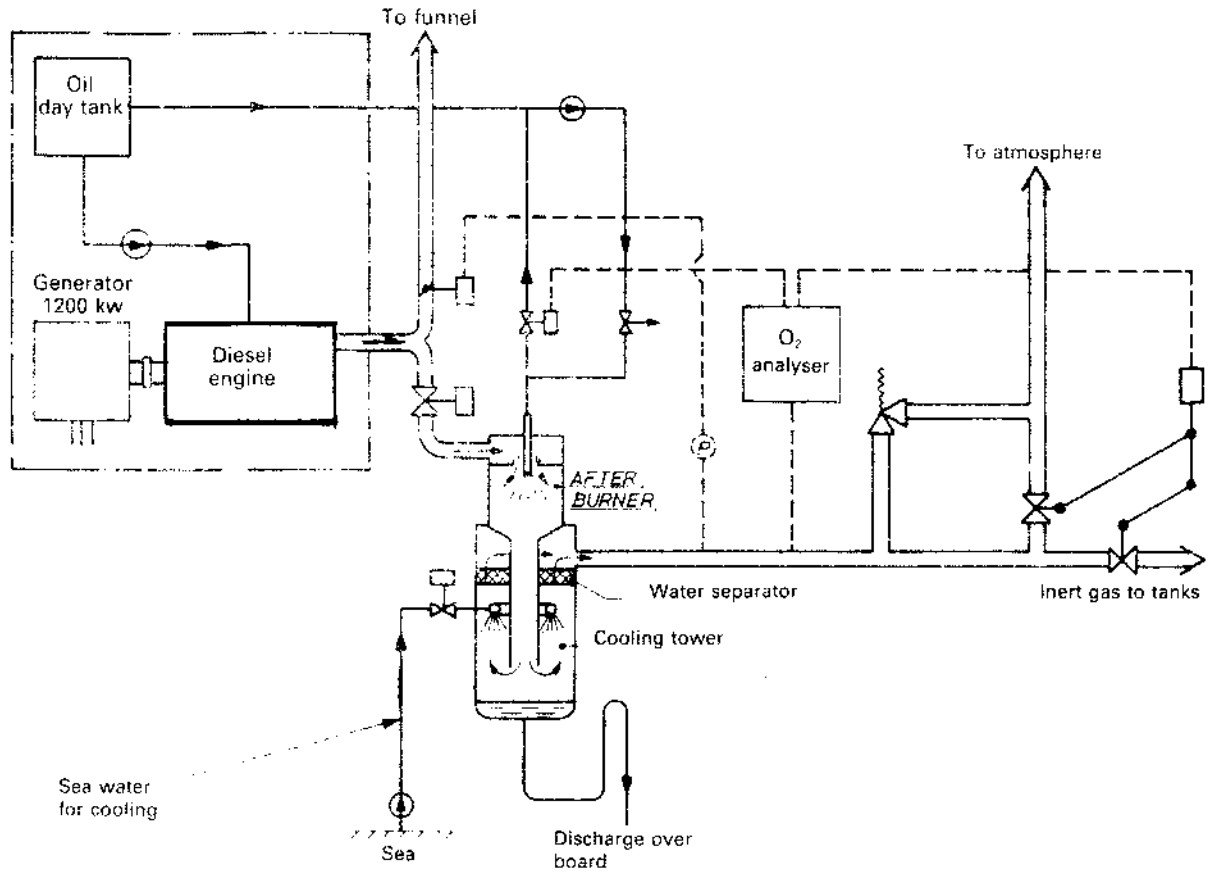 To funnel
Oil
day tank
To atmosphere
Generator
1200 kw
Diesel
engine
O₂
analyser
P
AFTER
BURNER
Water separator
Inert gas to tanks
Cooling tower
Sea water
for cooling
Sea
Discharge over
board